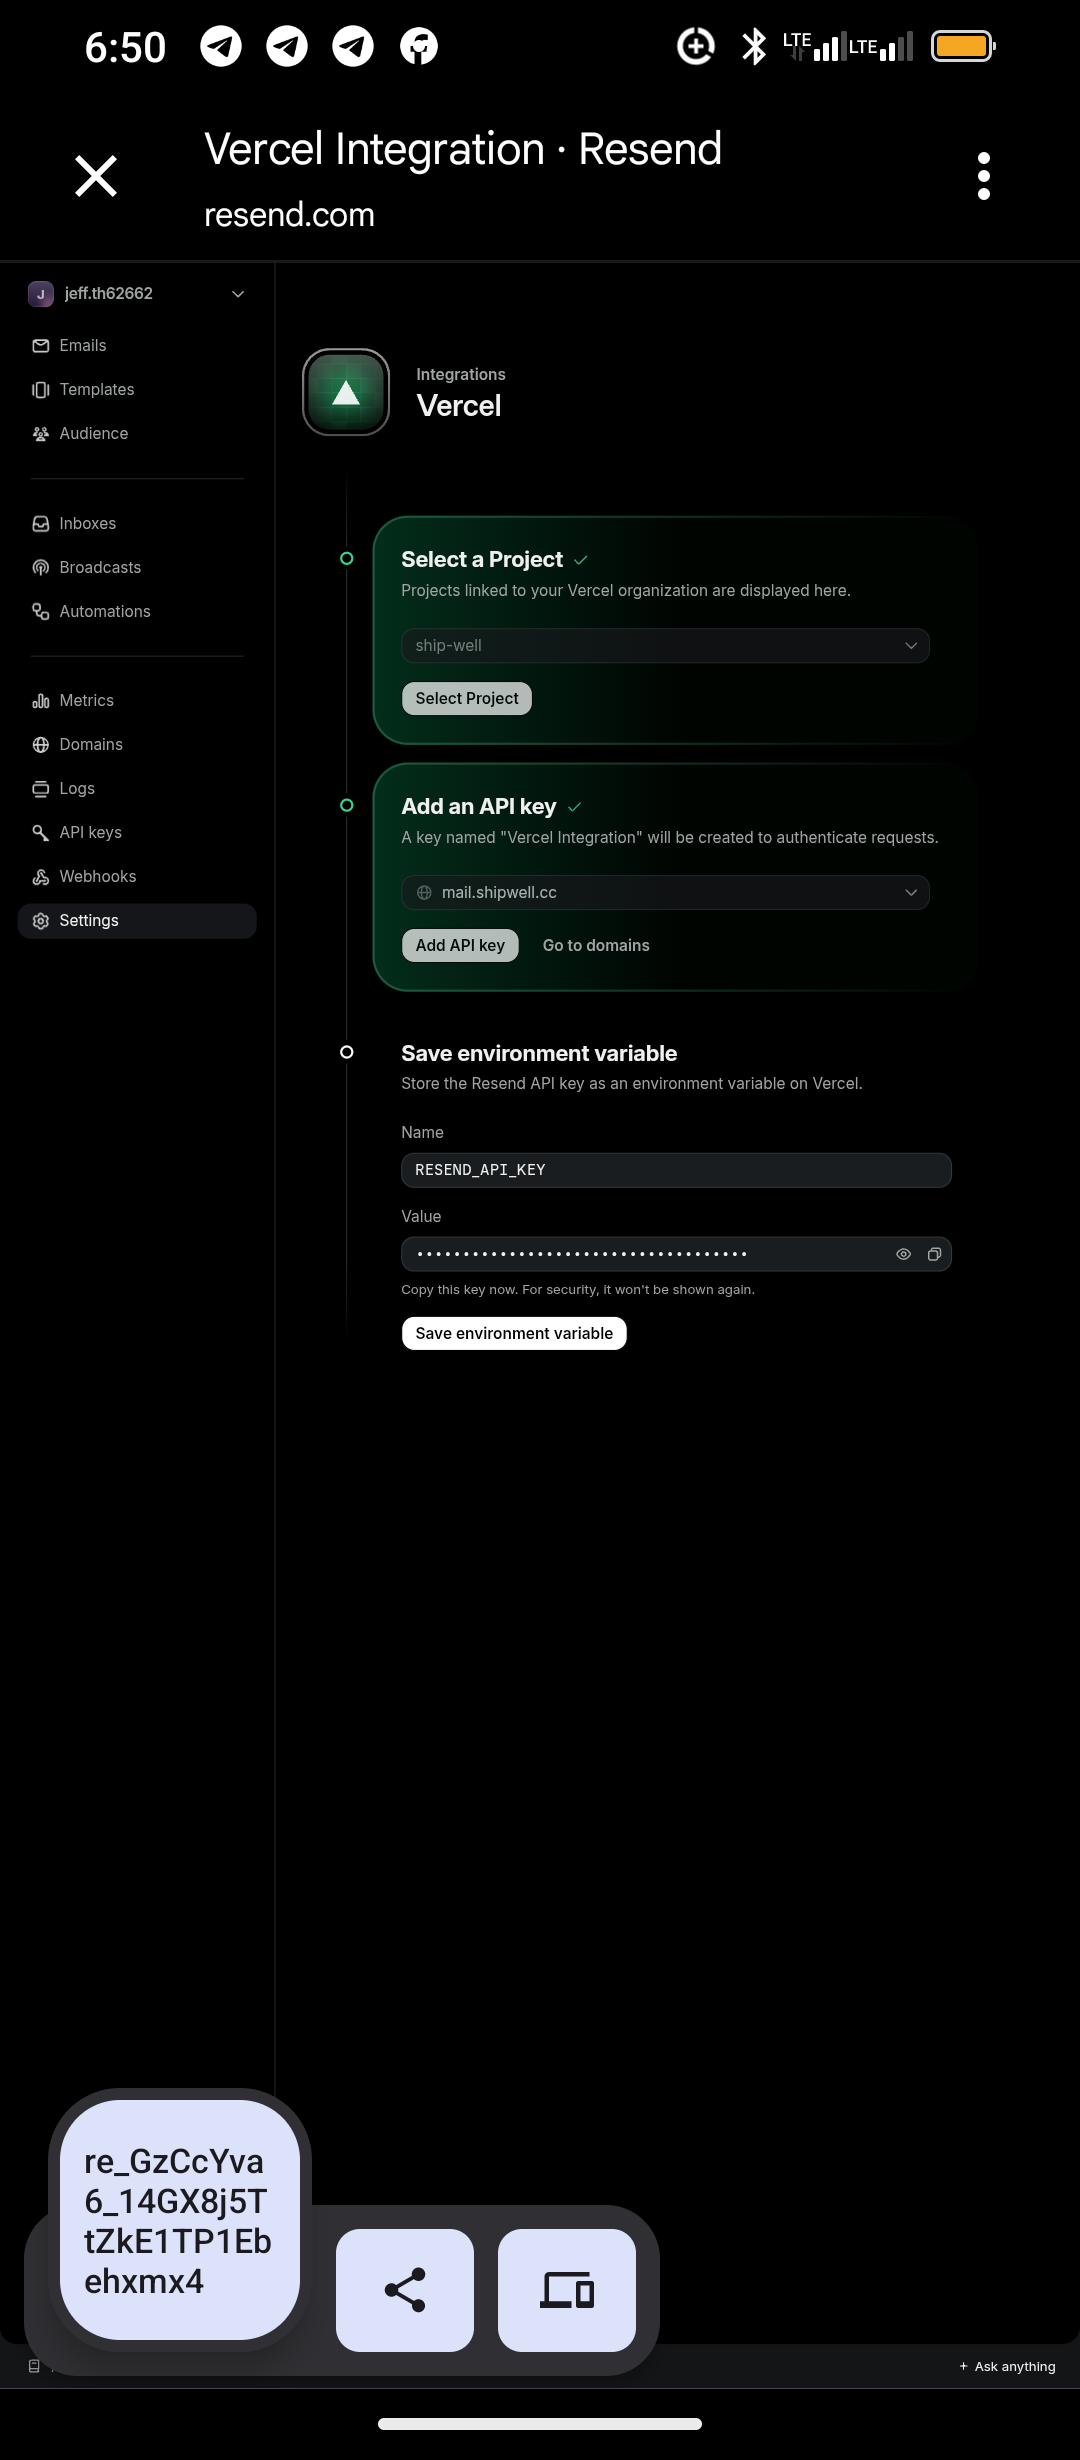 6:50
LTE
LTE
Vercel Integration · Resend
resend.com
J
jeff.th62662
Emails
Templates
Audience
Inboxes
Broadcasts
Automations
Metrics
Domains
Logs
API keys
Webhooks
Settings
Integrations
Vercel
Select a Project
Projects linked to your Vercel organization are displayed here.
ship-well
Select Project
Add an API key
A key named "Vercel Integration" will be created to authenticate requests.
mail.shipwell.cc
Add API key
Go to domains
Save environment variable
Store the Resend API key as an environment variable on Vercel.
Name
RESEND_API_KEY
Value
••••••••••••••••••••••••••••••••••••
Copy this key now. For security, it won't be shown again.
Save environment variable
re_GzCcYva
6_14GX8j5T
tZkE1TP1Eb
ehxmx4
Ask anything